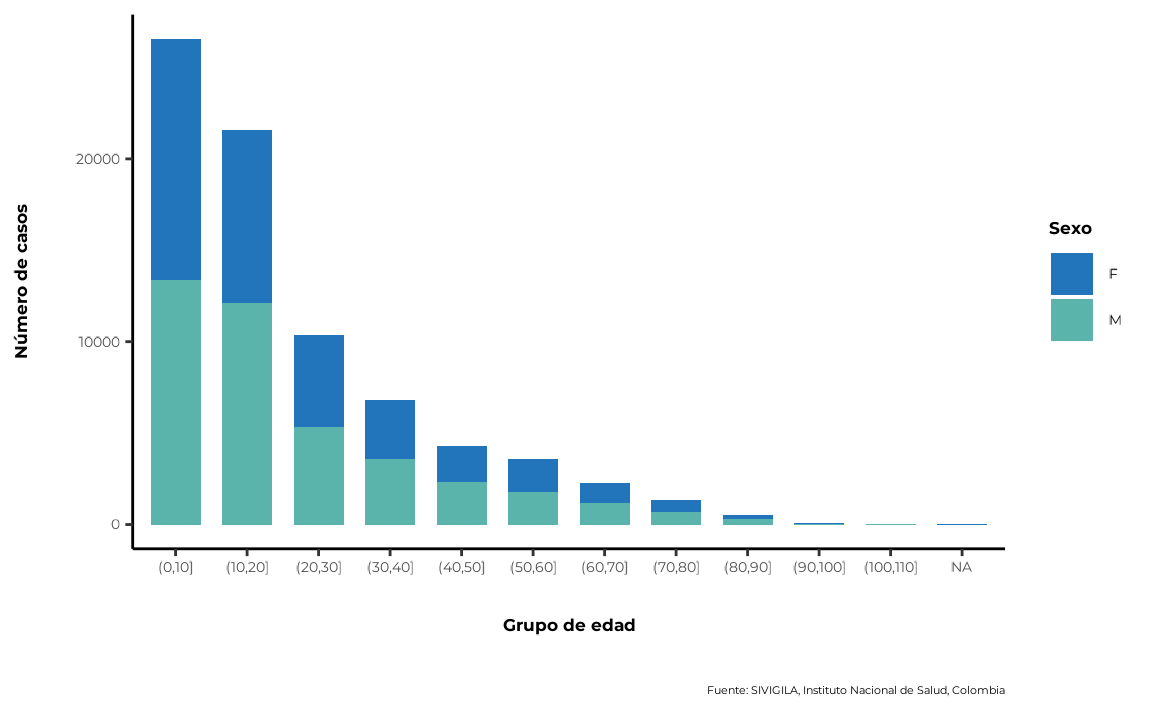 Número de casos
20000
10000
0
(0,10]
(10,20]
(20,30]
(30,40]
(40,50]
(50,60]
(60,70]
(70,80]
(80,90]
(90,100]
(100,110]
NA
Grupo de edad
Sexo
F
M
Fuente: SIVIGILA, Instituto Nacional de Salud, Colombia